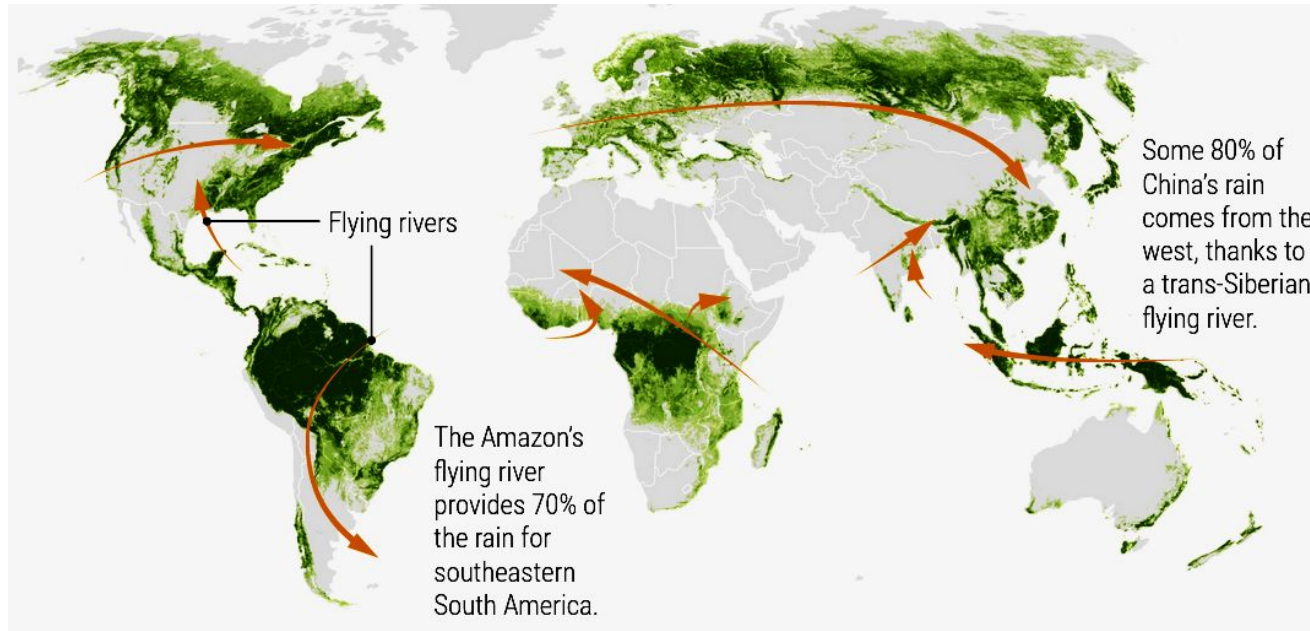 Flying rivers
The Amazon's
flying river
provides 70% of
the rain for
southeastern
South America.
Some 80% of
China's rain
comes from the
west, thanks to
a trans-Siberian
flying river.